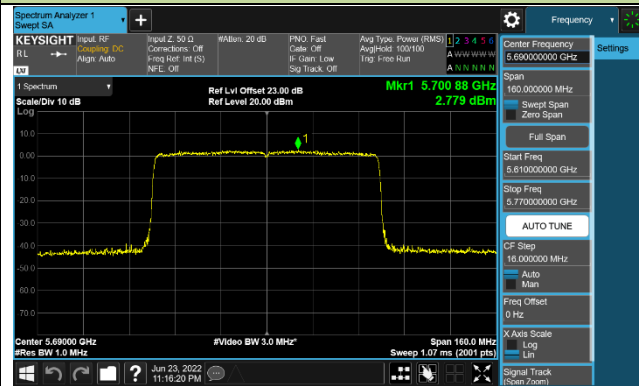 Spectrum Analyzer 1
Swept SA
Frequency
KEYSIGHT
RL
LXI
Input: RF
Coupling: DC
Align: Auto
Input Z: 50 Ω
Corrections: Off
Freq Ref: Int (S)
NFE: Off
#Atten: 20 dB
PNO: Fast
Gate: Off
IF Gain: Low
Sig Track: Off
Avg Type: Power (RMS)
Avg|Hold: 100/100
Trig: Free Run
1 2 3 4 5 6
A W W W W W
A N N N N N
1 Spectrum
Scale/Div 10 dB
Log
Ref Lvl Offset 23.00 dB
Ref Level 20.00 dBm
Mkr1 5.700 88 GHz
2.779 dBm
1
10.0
0.00
-10.0
-20.0
-30.0
-40.0
-50.0
-60.0
-70.0
Center 5.69000 GHz
#Res BW 1.0 MHz
#Video BW 3.0 MHz*
Span 160.0 MHz
Sweep 1.07 ms (2001 pts)
Jun 23, 2022
11:16:20 PM
Center Frequency
5.690000000 GHz
Settings
Span
160.000000 MHz
Swept Span
Zero Span
Full Span
Start Freq
5.610000000 GHz
Stop Freq
5.770000000 GHz
AUTO TUNE
CF Step
16.000000 MHz
Auto
Man
Freq Offset
0 Hz
X Axis Scale
Log
Lin
Signal Track
(Span Zoom)